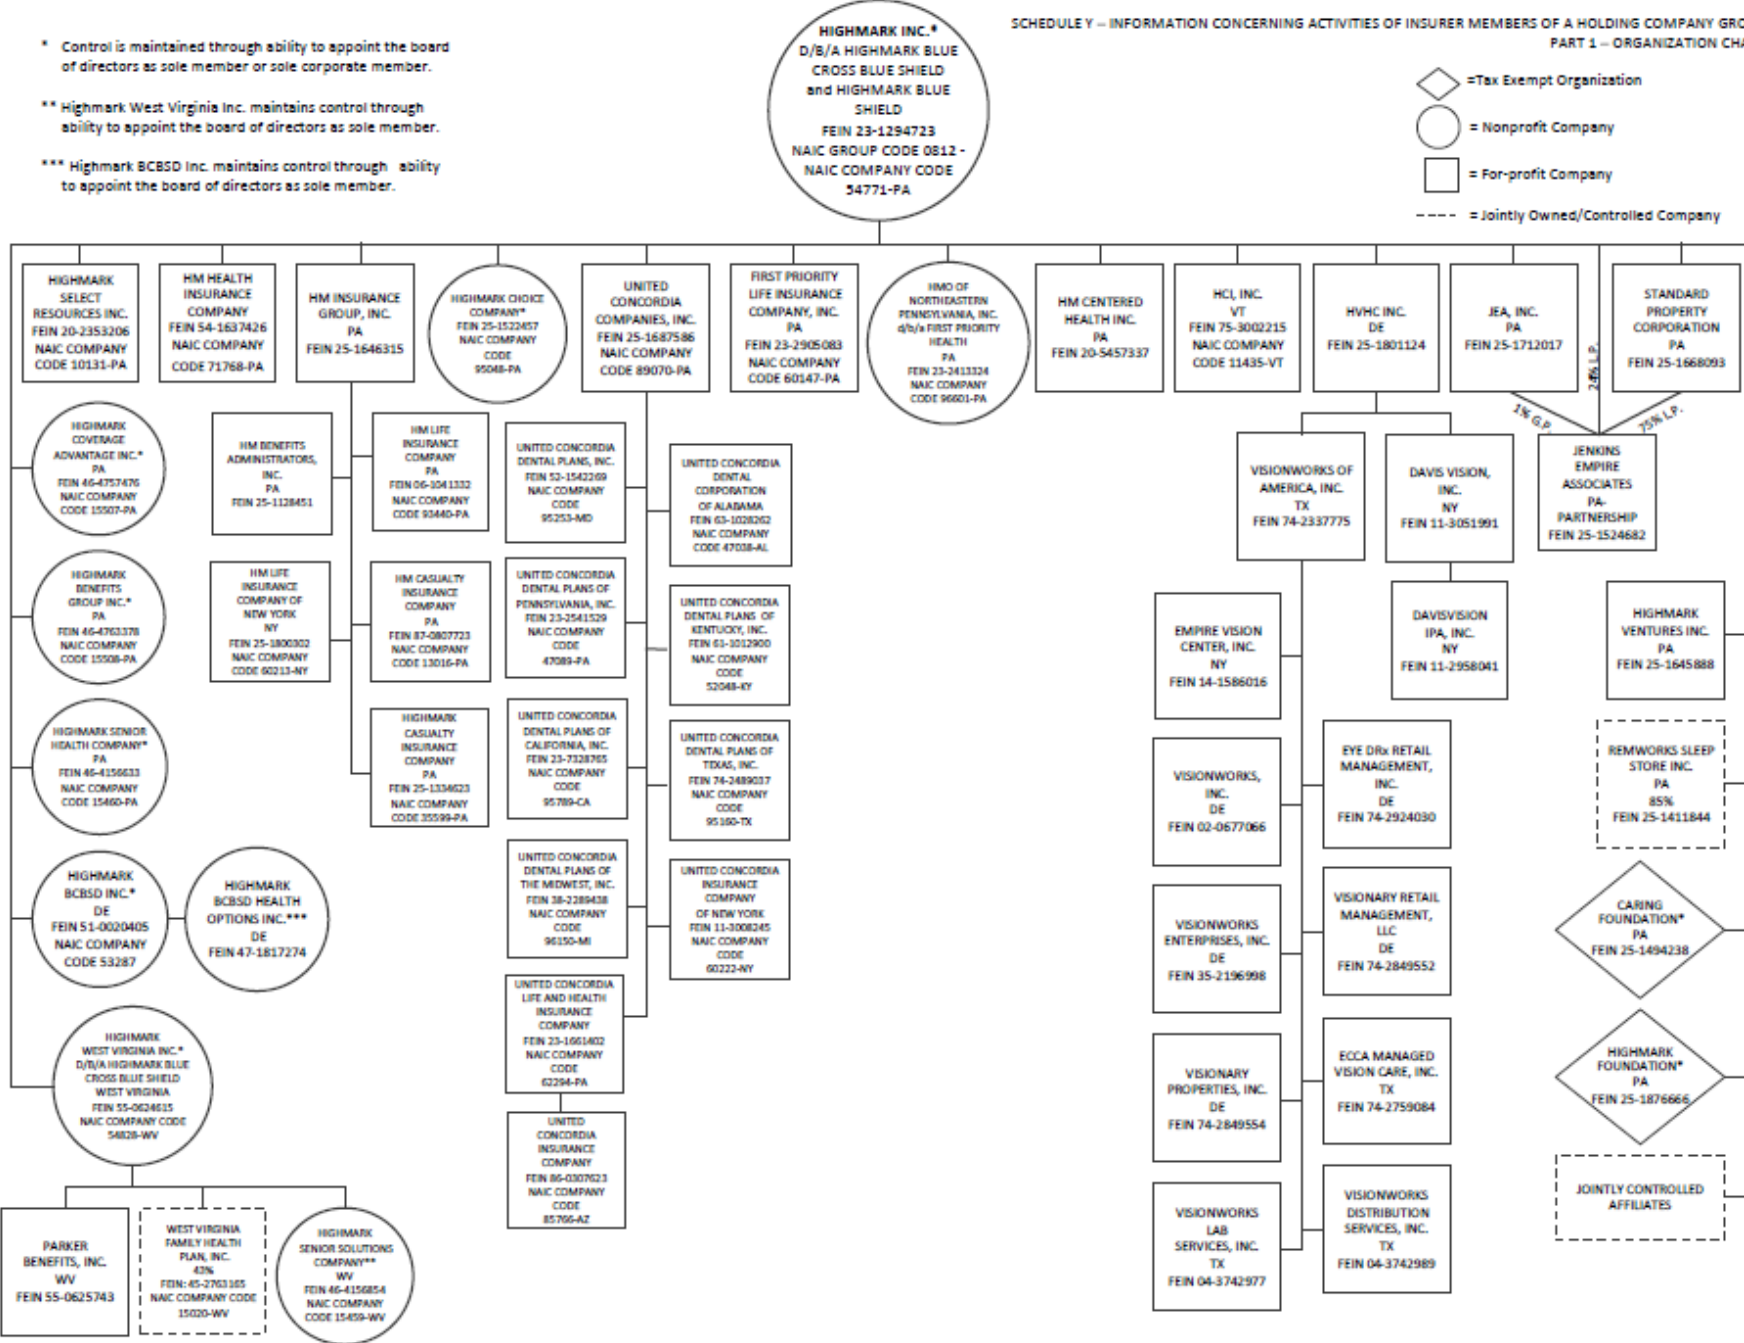 * Control is maintained through ability to appoint the board
of directors as sole member or sole corporate member.
** Highmark West Virginia Inc. maintains control through
ability to appoint the board of directors as sole member.
*** Highmark BCBSD Inc. maintains control through ability
to appoint the board of directors as sole member.
HIGHMARK INC.*
D/B/A HIGHMARK BLUE
CROSS BLUE SHIELD
and HIGHMARK BLUE
SHIELD
FEIN 23-1294723
NAIC GROUP CODE 0812 -
NAIC COMPANY CODE
54771-PA
SCHEDULE Y – INFORMATION CONCERNING ACTIVITIES OF INSURER MEMBERS OF A HOLDING COMPANY GRO
PART 1 – ORGANIZATION CHA
=Tax Exempt Organization
= Nonprofit Company
= For-profit Company
= Jointly Owned/Controlled Company
HIGHMARK
SELECT
RESOURCES INC.
FEIN 20-2353206
NAIC COMPANY
CODE 10131-PA
HM HEALTH
INSURANCE
COMPANY
FEIN 54-1637426
NAIC COMPANY
CODE 71768-PA
HM INSURANCE
GROUP, INC.
PA
FEIN 25-1646315
HIGHMARK CHOICE
COMPANY*
FEIN 25-1522457
NAIC COMPANY
CODE
95048-PA
UNITED
CONCORDIA
COMPANIES, INC.
FEIN 25-1687586
NAIC COMPANY
CODE 89070-PA
FIRST PRIORITY
LIFE INSURANCE
COMPANY, INC.
PA
FEIN 23-2905083
NAIC COMPANY
CODE 60147-PA
HMO OF
NORTHEASTERN
PENNSYLVANIA, INC.
d/b/a FIRST PRIORITY
HEALTH
PA
FEIN 23-2413324
NAIC COMPANY
CODE 96601-PA
HM CENTERED
HEALTH INC.
PA
FEIN 20-5457337
HCI, INC.
VT
FEIN 75-3002215
NAIC COMPANY
CODE 11435-VT
HVHC INC.
DE
FEIN 25-1801124
JEA, INC.
PA
FEIN 25-1712017
STANDARD
PROPERTY
CORPORATION
PA
FEIN 25-1668093
1% G.P.
24% L.P.
75% L.P.
JENKINS
EMPIRE
ASSOCIATES
PA-
PARTNERSHIP
FEIN 25-1524682
HIGHMARK
COVERAGE
ADVANTAGE INC.*
PA
FEIN 46-4757476
NAIC COMPANY
CODE 15507-PA
HIGHMARK
BENEFITS
GROUP INC.*
PA
FEIN 46-4763378
NAIC COMPANY
CODE 15508-PA
HIGHMARK SENIOR
HEALTH COMPANY*
PA
FEIN 46-4156633
NAIC COMPANY
CODE 15460-PA
HIGHMARK
BCBSD INC.*
DE
FEIN 51-0020405
NAIC COMPANY
CODE 53287
HIGHMARK
BCBSD HEALTH
OPTIONS INC.***
DE
FEIN 47-1817274
HIGHMARK
WEST VIRGINIA INC.*
D/B/A HIGHMARK BLUE
CROSS BLUE SHIELD
WEST VIRGINIA
FEIN 55-0624615
NAIC COMPANY CODE
54828-WV
PARKER
BENEFITS, INC.
WV
FEIN 55-0625743
WEST VIRGINIA
FAMILY HEALTH
PLAN, INC.
43%
FEIN: 45-2763165
NAIC COMPANY CODE
15020-WV
HIGHMARK
SENIOR SOLUTIONS
COMPANY**
WV
FEIN 46-4156854
NAIC COMPANY
CODE 15459-WV
HM BENEFITS
ADMINISTRATORS,
INC.
PA
FEIN 25-1128451
HM LIFE
INSURANCE
COMPANY
PA
FEIN 06-1041332
NAIC COMPANY
CODE 93440-PA
HM LIFE
INSURANCE
COMPANY OF
NEW YORK
NY
FEIN 25-1800302
NAIC COMPANY
CODE 60213-NY
HM CASUALTY
INSURANCE
COMPANY
PA
FEIN 87-0807723
NAIC COMPANY
CODE 13016-PA
HIGHMARK
CASUALTY
INSURANCE
COMPANY
PA
FEIN 25-1334623
NAIC COMPANY
CODE 35599-PA
UNITED CONCORDIA
DENTAL PLANS, INC.
FEIN 52-1542269
NAIC COMPANY
CODE
95253-MD
UNITED CONCORDIA
DENTAL
CORPORATION
OF ALABAMA
FEIN 63-1028262
NAIC COMPANY
CODE 47038-AL
UNITED CONCORDIA
DENTAL PLANS OF
PENNSYLVANIA, INC.
FEIN 23-2541529
NAIC COMPANY
CODE
47089-PA
UNITED CONCORDIA
DENTAL PLANS OF
KENTUCKY, INC.
FEIN 61-1012900
NAIC COMPANY
CODE
52048-KY
UNITED CONCORDIA
DENTAL PLANS OF
CALIFORNIA, INC.
FEIN 23-7328765
NAIC COMPANY
CODE
95789-CA
UNITED CONCORDIA
DENTAL PLANS OF
TEXAS, INC.
FEIN 74-2489037
NAIC COMPANY
CODE
95160-TX
UNITED CONCORDIA
DENTAL PLANS OF
THE MIDWEST, INC.
FEIN 38-2289438
NAIC COMPANY
CODE
96150-MI
UNITED CONCORDIA
INSURANCE
COMPANY
OF NEW YORK
FEIN 11-3008245
NAIC COMPANY
CODE
60222-NY
UNITED CONCORDIA
LIFE AND HEALTH
INSURANCE
COMPANY
FEIN 23-1661402
NAIC COMPANY
CODE
62294-PA
UNITED
CONCORDIA
INSURANCE
COMPANY
FEIN 86-0307623
NAIC COMPANY
CODE
85766-AZ
VISIONWORKS OF
AMERICA, INC.
TX
FEIN 74-2337775
DAVIS VISION,
INC.
NY
FEIN 11-3051991
DAVISVISION
IPA, INC.
NY
FEIN 11-2958041
EMPIRE VISION
CENTER, INC.
NY
FEIN 14-1586016
VISIONWORKS,
INC.
DE
FEIN 02-0677066
EYE DRx RETAIL
MANAGEMENT,
INC.
DE
FEIN 74-2924030
VISIONWORKS
ENTERPRISES, INC.
DE
FEIN 35-2196998
VISIONARY RETAIL
MANAGEMENT,
LLC
DE
FEIN 74-2849552
VISIONARY
PROPERTIES, INC.
DE
FEIN 74-2849554
ECCA MANAGED
VISION CARE, INC.
TX
FEIN 74-2759084
VISIONWORKS
LAB
SERVICES, INC.
TX
FEIN 04-3742977
VISIONWORKS
DISTRIBUTION
SERVICES, INC.
TX
FEIN 04-3742989
HIGHMARK
VENTURES INC.
PA
FEIN 25-1645888
REMWORKS SLEEP
STORE INC.
PA
85%
FEIN 25-1411844
CARING
FOUNDATION*
PA
FEIN 25-1494238
HIGHMARK
FOUNDATION*
PA
FEIN 25-1876666
JOINTLY CONTROLLED
AFFILIATES